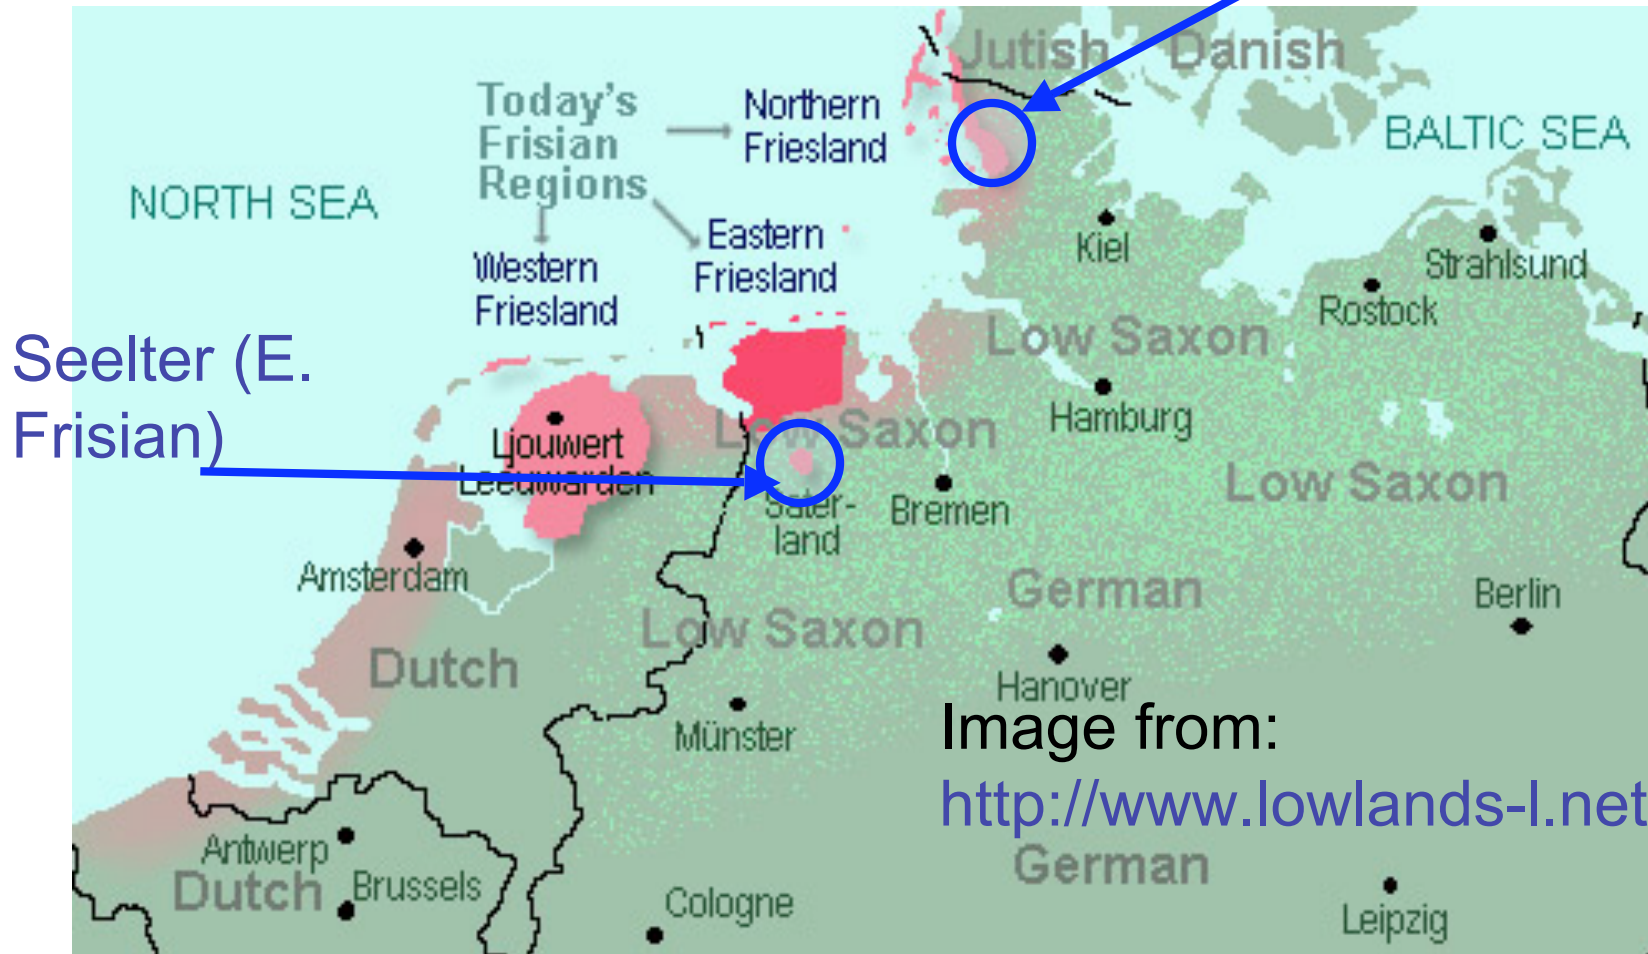 Jutish Danish
Today's
Frisian
Regions
Northern
Friesland
BALTIC SEA
NORTH SEA
Western
Friesland
Eastern
Friesland
Kiel
Strahlsund
Rostock
Low Saxon
Hamburg
Seelter (E.
Frisian)
Ljouwert
Leeuwarden
Low Saxon
Sater-
land
Bremen
Low Saxon
Amsterdam
German
Berlin
Low Saxon
Dutch
Hanover
Münster
Image from:
http://www.lowlands-l.net
Antwerp
Dutch
Brussels
Cologne
German
Leipzig